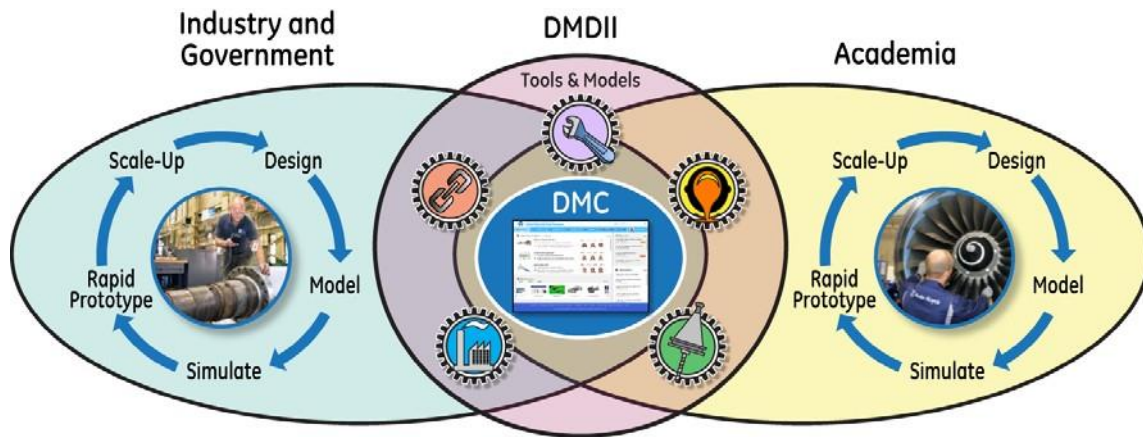 Industry and
Government
DMDII
Academia
Tools & Models
Scale-Up
Design
Rapid
Prototype
Model
Simulate
DMC
Scale-Up
Design
Rapid
Prototype
Model
Simulate